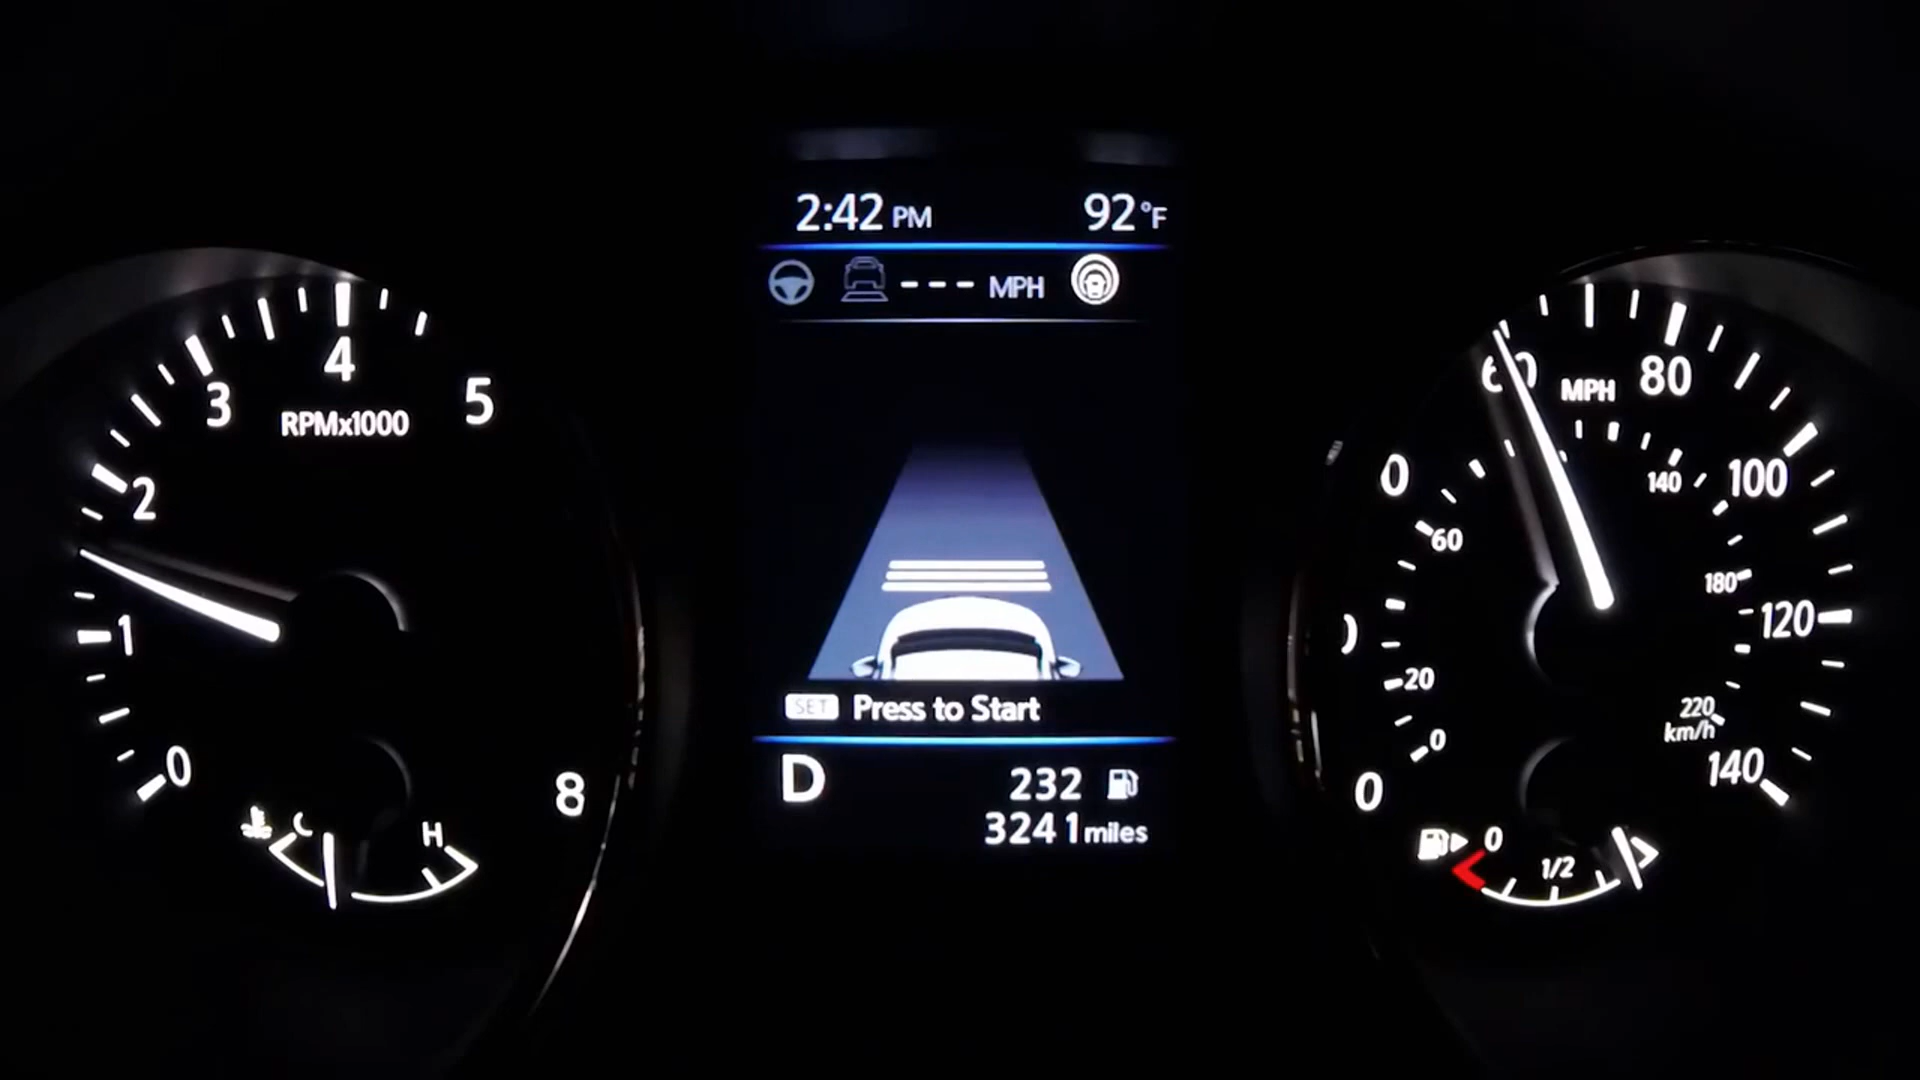 2:42 PM 92°F
--- MPH
SET Press to Start
D 232
3241 miles
4
3
5
RPMx1000
2
1
0
8
C H
80
MPH
0
140 100
60
180
120
20
220
km/h
0
140
0
0
1/2